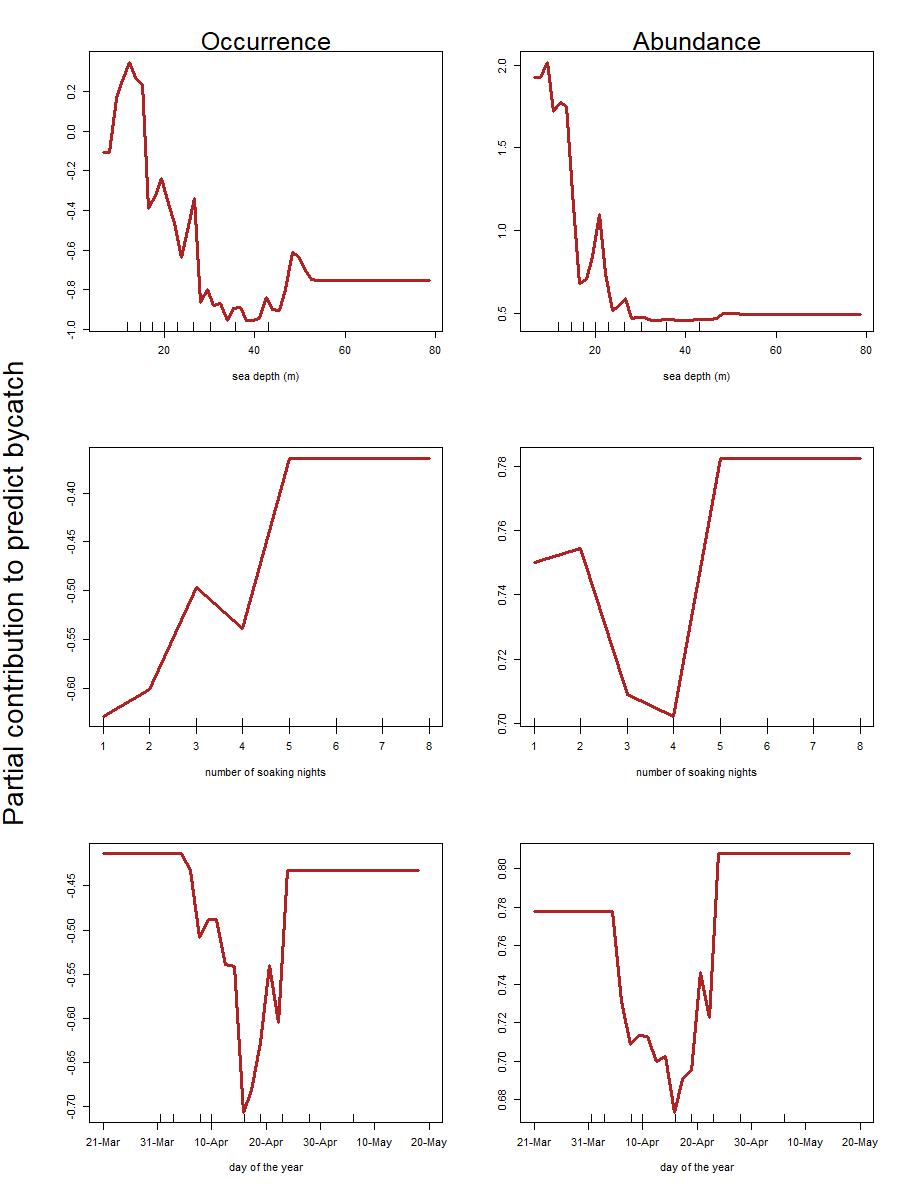 Occurrence
Abundance
Partial contribution to predict bycatch
0.2
0.0
-0.2
-0.4
-0.6
-0.8
-1.0
20
40
60
80
sea depth (m)
2.0
1.5
1.0
0.5
20
40
60
80
sea depth (m)
-0.40
-0.45
-0.50
-0.55
-0.60
1
2
3
4
5
6
7
8
number of soaking nights
0.78
0.76
0.74
0.72
0.70
1
2
3
4
5
6
7
8
number of soaking nights
-0.45
-0.50
-0.55
-0.60
-0.65
-0.70
21-Mar
31-Mar
10-Apr
20-Apr
30-Apr
10-May
20-May
day of the year
0.80
0.78
0.76
0.74
0.72
0.70
0.68
21-Mar
31-Mar
10-Apr
20-Apr
30-Apr
10-May
20-May
day of the year